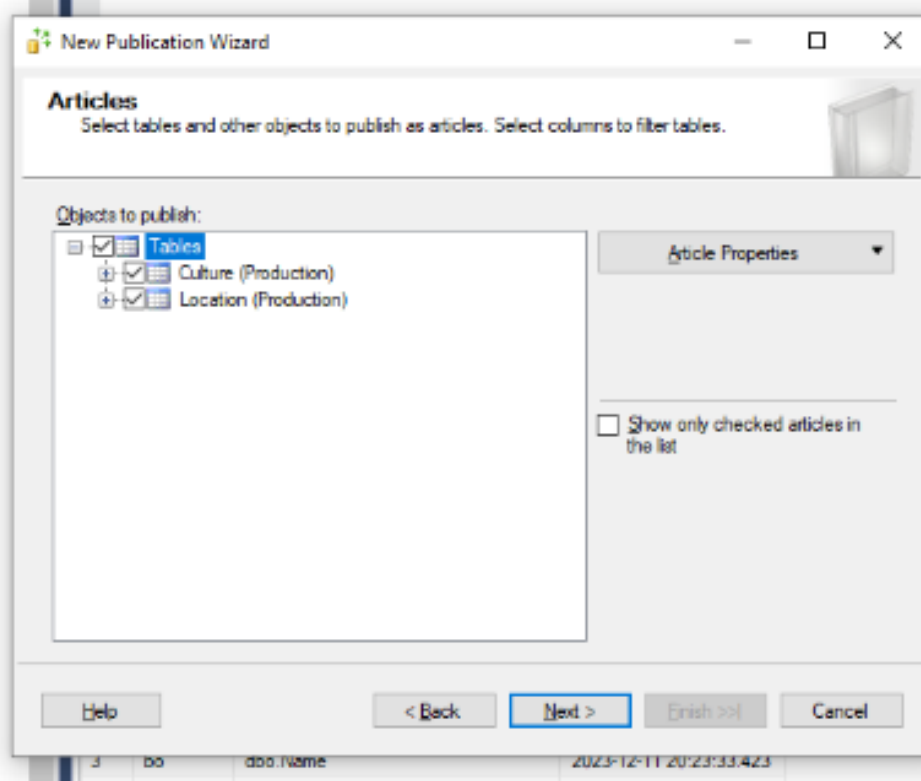 New Publication Wizard
Articles
Select tables and other objects to publish as articles. Select columns to filter tables.
Objects to publish:
Tables
Culture (Production)
Location (Production)
Article Properties
Show only checked articles in
the list
Help
< Back
Next >
Finish >>|
Cancel
3 bo dbo.Name 2023-12-11 20:23:33.423